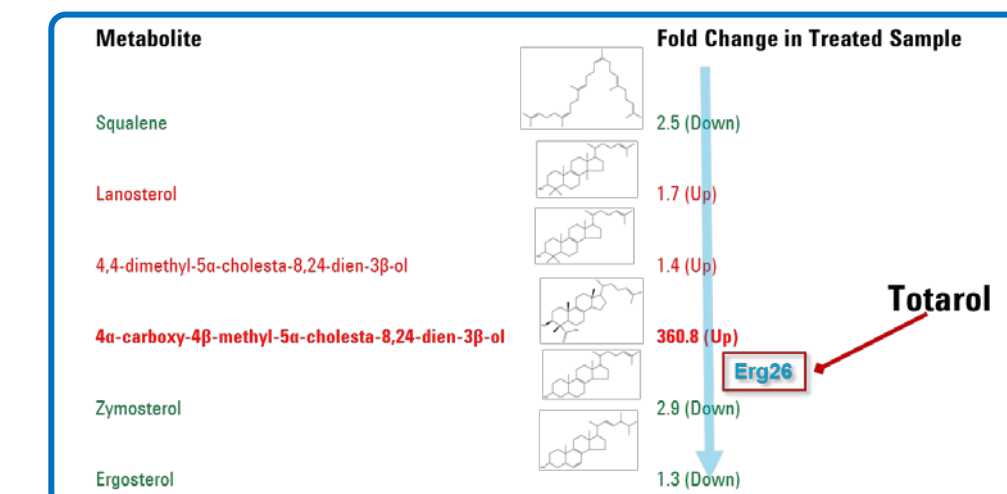 Metabolite Fold Change in Treated Sample
Squalene 2.5 (Down)
Lanosterol 1.7 (Up)
4,4-dimethyl-5α-cholesta-8,24-dien-3β-ol 1.4 (Up)
Totarol
4α-carboxy-4β-methyl-5α-cholesta-8,24-dien-3β-ol 360.8 (Up)
Erg26
Zymosterol 2.9 (Down)
Ergosterol 1.3 (Down)